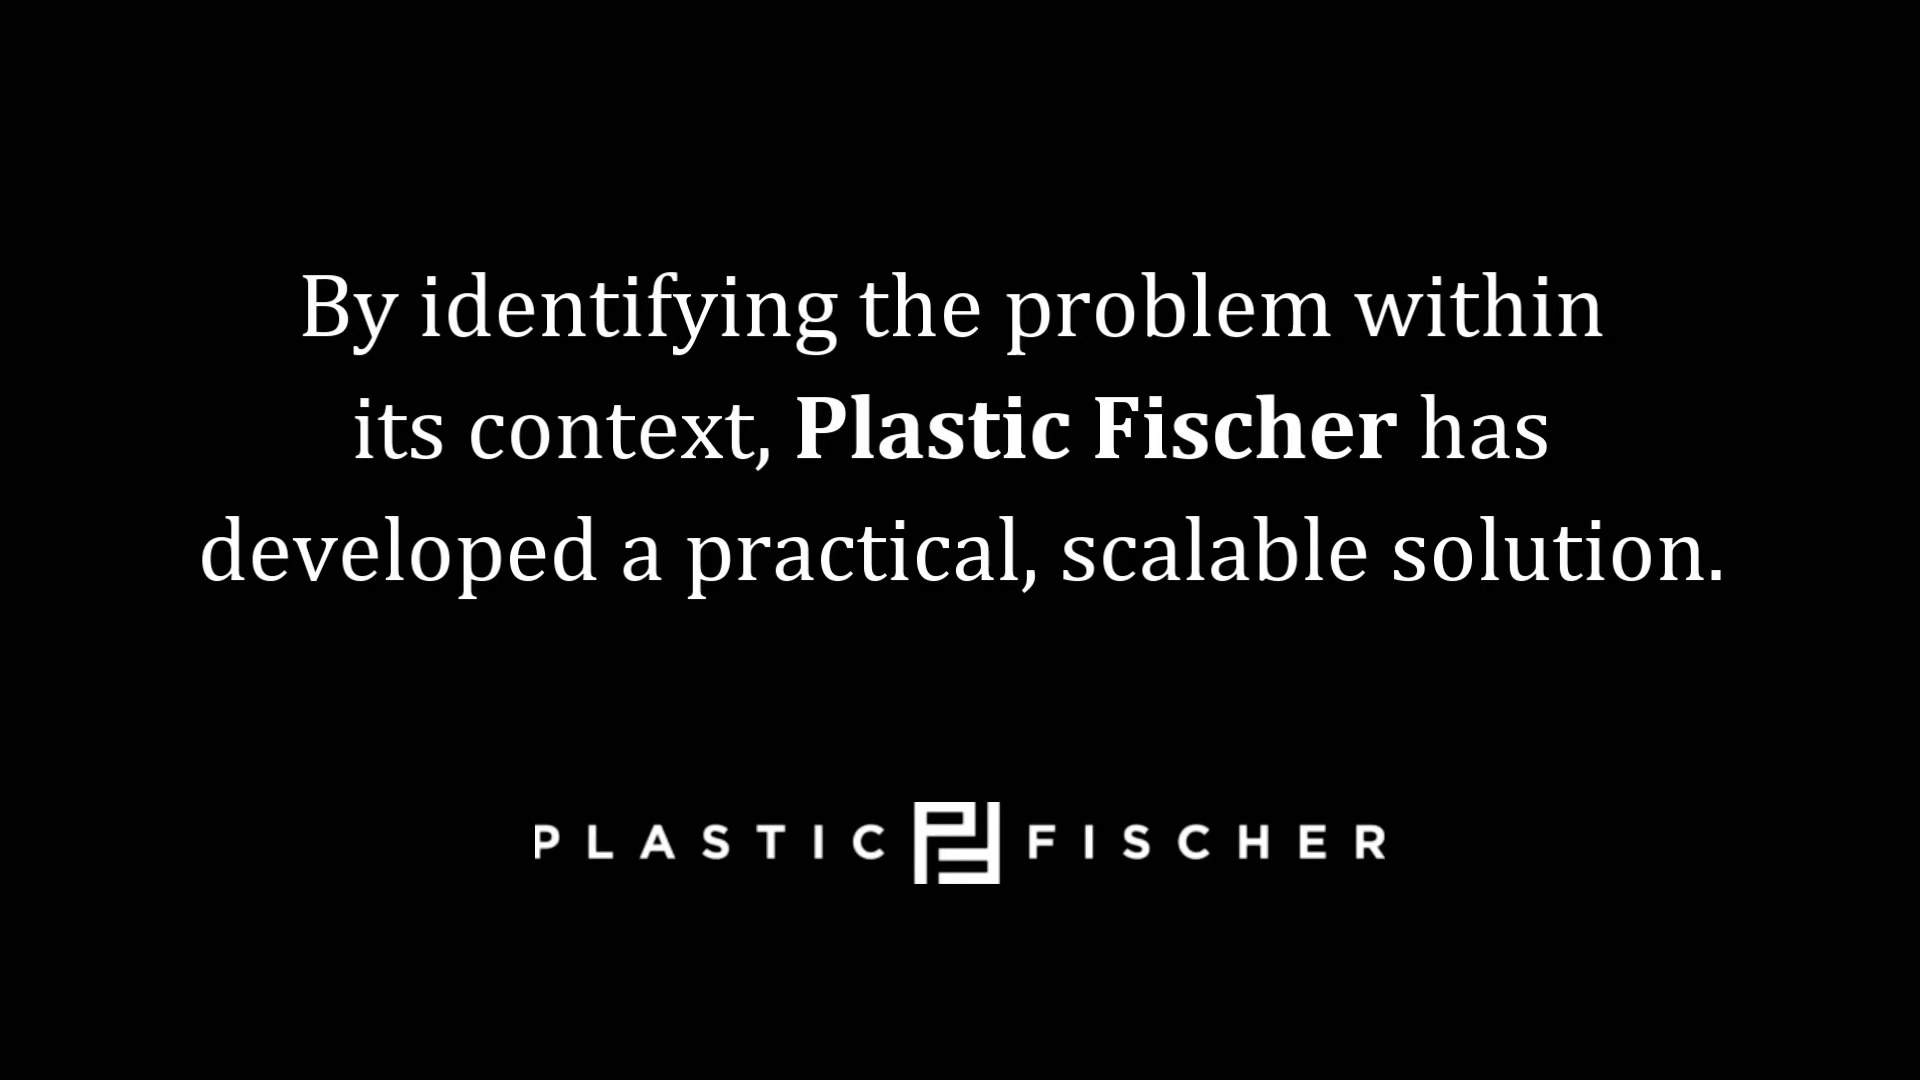 By identifying the problem within
its context, Plastic Fischer has
developed a practical, scalable solution.
PLASTIC FISCHER